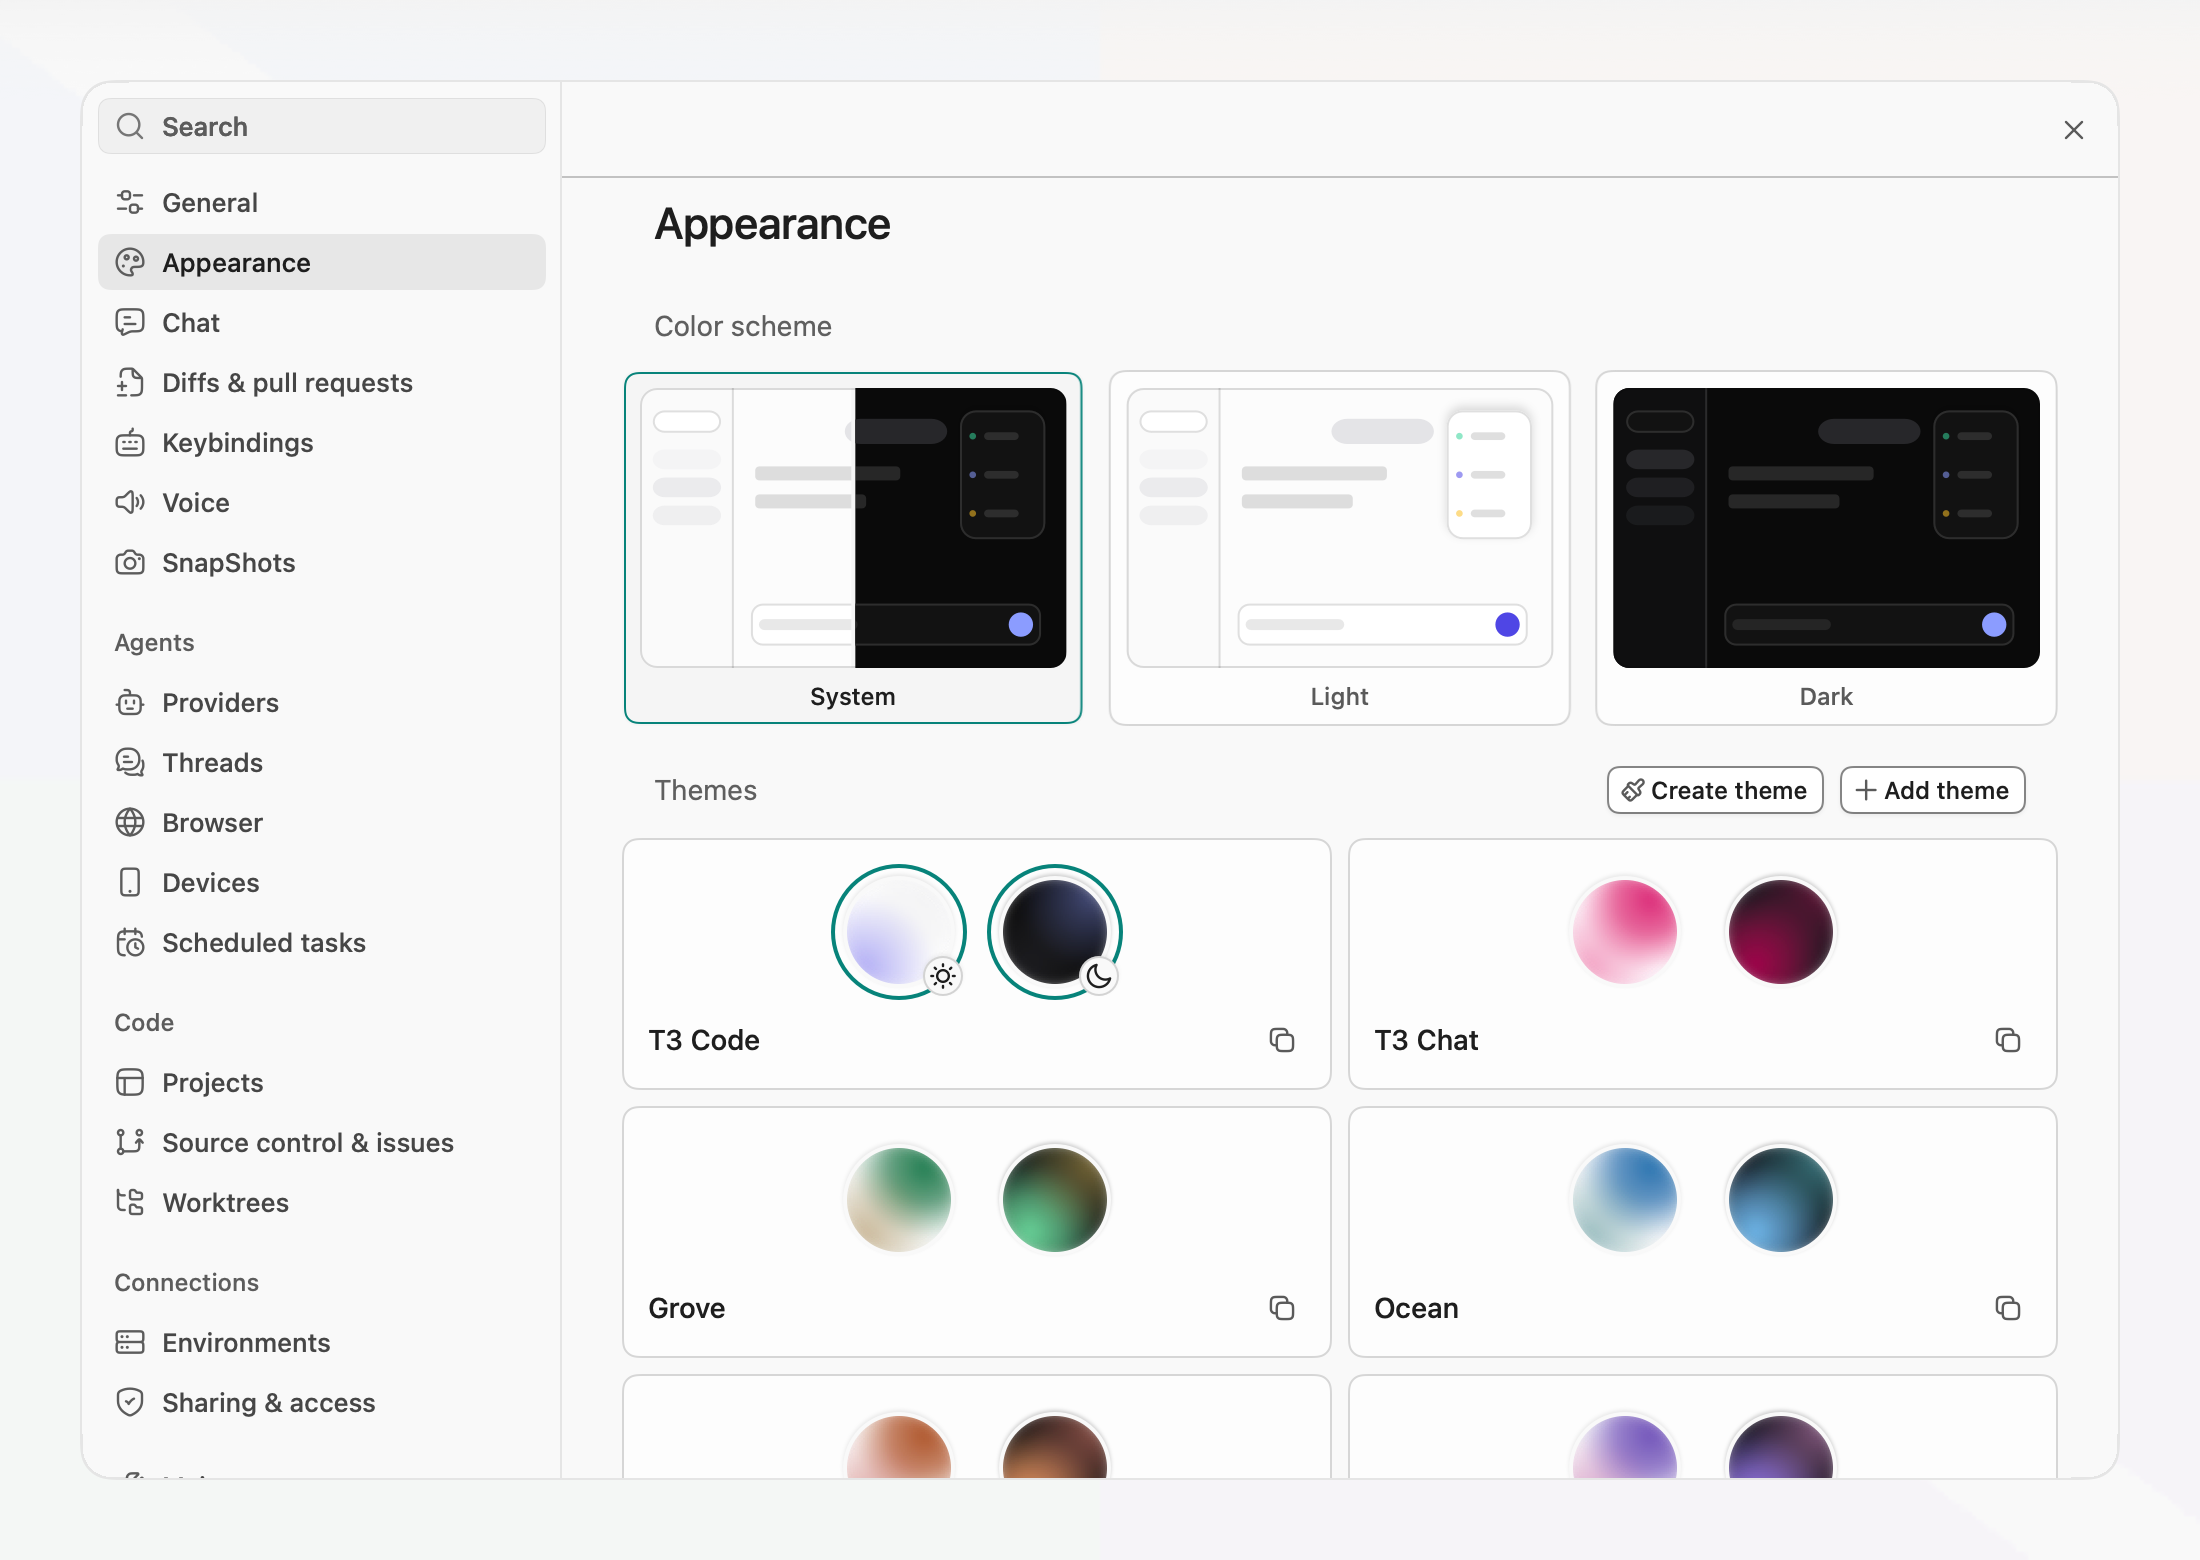 Search
General
Appearance
Chat
Diffs & pull requests
Keybindings
Voice
SnapShots
Agents
Providers
Threads
Browser
Devices
Scheduled tasks
Code
Projects
Source control & issues
Worktrees
Connections
Environments
Sharing & access
Appearance
Color scheme
System
Light
Dark
Themes
Create theme
Add theme
T3 Code
T3 Chat
Grove
Ocean